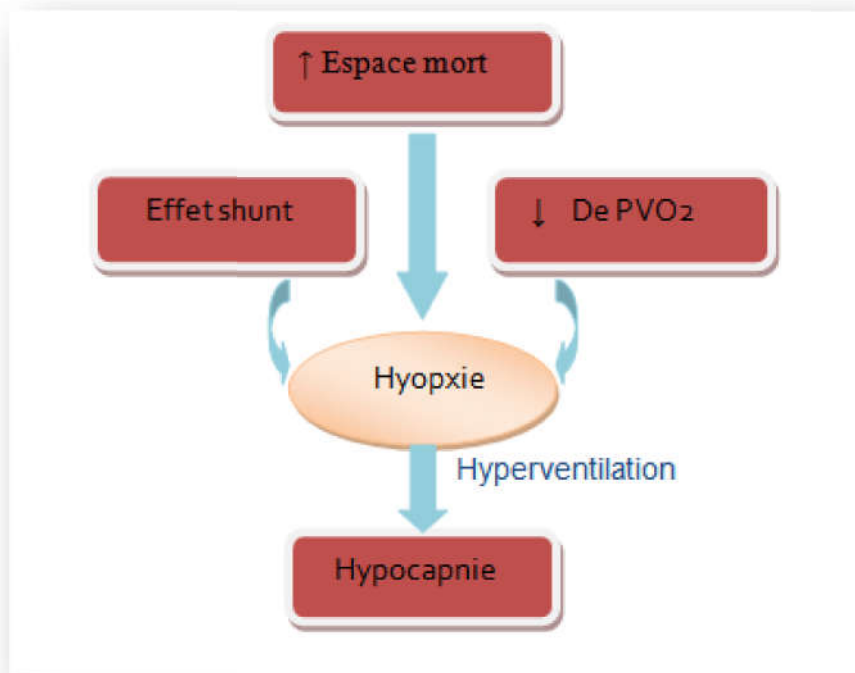 ↑ Espace mort
Effet shunt
↓ De PVO2
Hyopxie
Hyperventilation
Hypocapnie